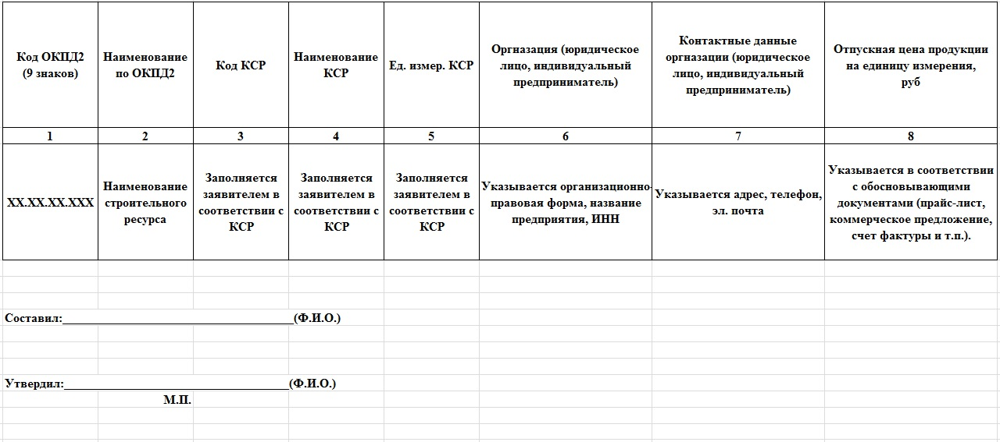 Код ОКПД2
(9 знаков)
Наименование
по ОКПД2
Код КСР
Наименование
КСР
Ед. измер. КСР
Оргназация (юридическое
лицо, индивидуальный
предприниматель)
Контактные данные
оргназации (юридическое
лицо, индивидуальный
предприниматель)
Отпускная цена продукции
на единицу измерения,
руб
1
2
3
4
5
6
7
8
XX.XX.XX.XXX
Наименование
строительного
ресурса
Заполняется
заявителем в
соответствии с
КСР
Заполняется
заявителем в
соответствии с
КСР
Заполняется
заявителем в
соответствии с
КСР
Указывается организационно-
правовая форма, название
предприятия, ИНН
Указывается адрес, телефон,
эл. почта
Указывается в соответствии
с обосновывающими
документами (прайс-лист,
коммерческое предложение,
счет фактуры и т.п.).
Составил:_____________________________________(Ф.И.О.)
Утвердил:____________________________________(Ф.И.О.)
М.П.